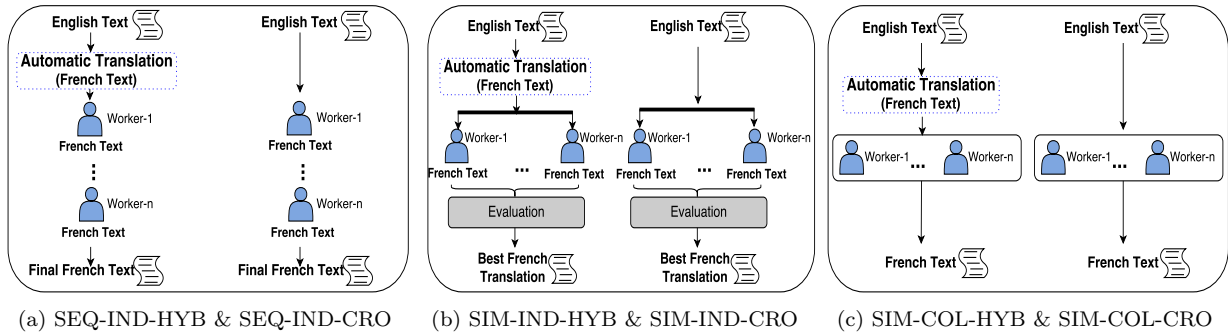 English Text
Automatic Translation
(French Text)
Worker-1
French Text
...
Worker-n
French Text
Final French Text
English Text
Worker-1
French Text
...
Worker-n
French Text
Final French Text
(a) SEQ-IND-HYB & SEQ-IND-CRO
English Text
Automatic Translation
(French Text)
Worker-1 Worker-n
French Text ... French Text
Evaluation
Best French
Translation
English Text
Worker-1 Worker-n
French Text ... French Text
Evaluation
Best French
Translation
(b) SIM-IND-HYB & SIM-IND-CRO
English Text
Automatic Translation
(French Text)
Worker-1 ... Worker-n
French Text
English Text
Worker-1 ... Worker-n
French Text
(c) SIM-COL-HYB & SIM-COL-CRO